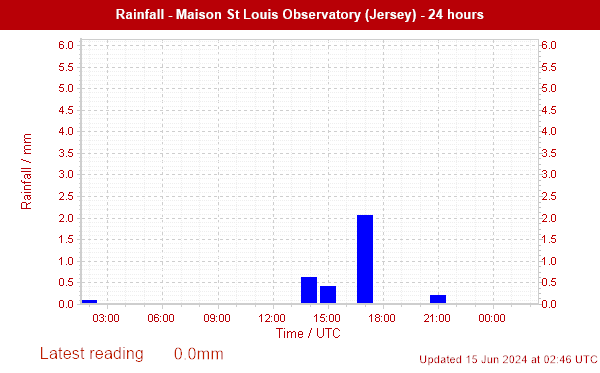 Rainfall - Maison St Louis Observatory (Jersey) - 24 hours
6.0 6.0
5.5 5.5
5.0 5.0
4.5 4.5
4.0 4.0
3.5 3.5
3.0 3.0
2.5 2.5
2.0 2.0
1.5 1.5
1.0 1.0
0.5 0.5
0.0 0.0
Rainfall / mm
03:00 06:00 09:00 12:00 15:00 18:00 21:00 00:00
Time / UTC
Latest reading 0.0mm
Updated 15 Jun 2024 at 02:46 UTC